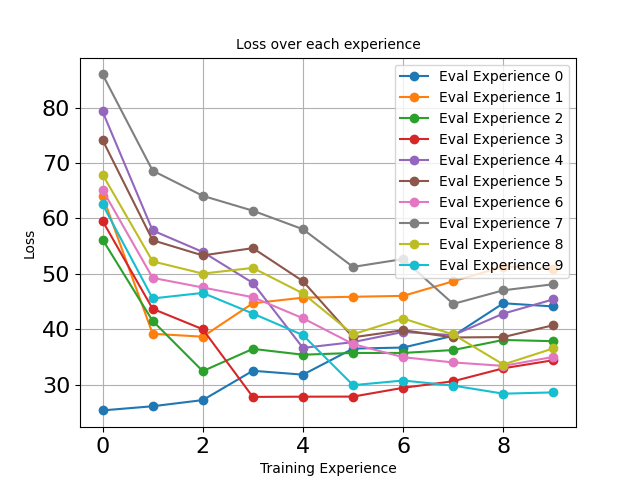 Loss over each experience
Eval Experience 0
Eval Experience 1
Eval Experience 2
Eval Experience 3
Eval Experience 4
Eval Experience 5
Eval Experience 6
Eval Experience 7
Eval Experience 8
Eval Experience 9
Loss
80
70
60
50
40
30
0 2 4 6 8
Training Experience